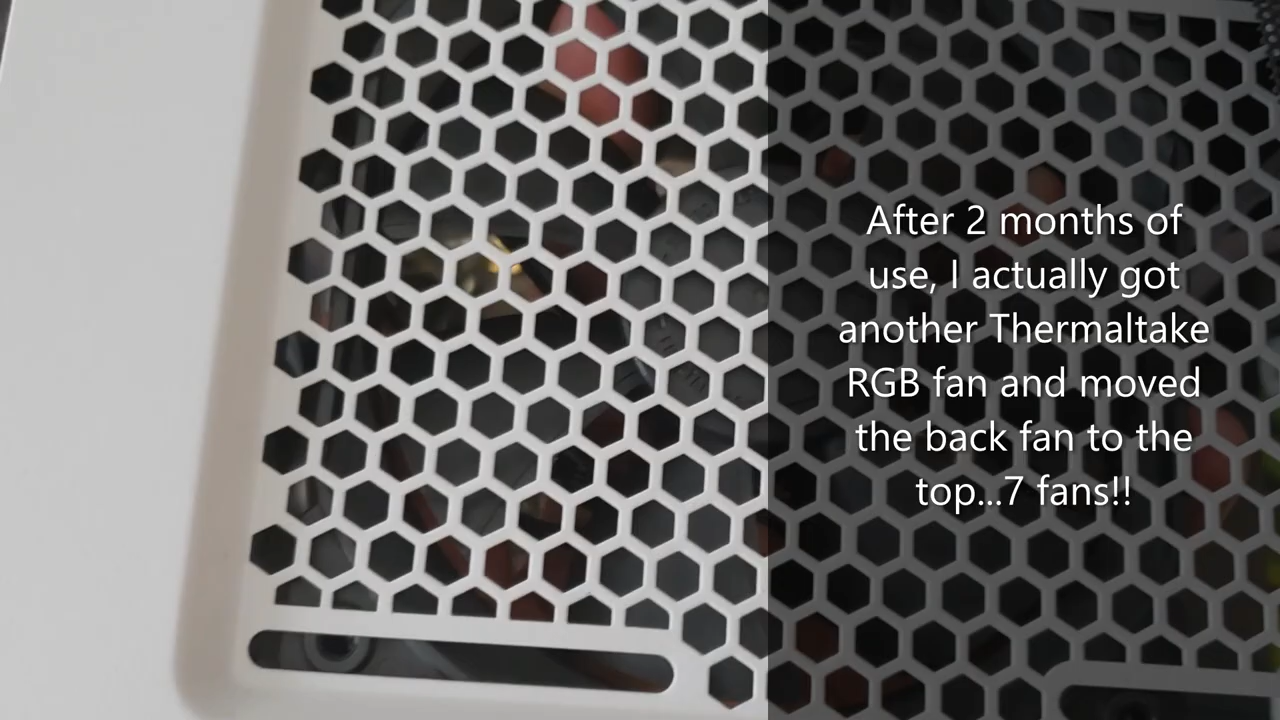 After 2 months of
use, I actually got
another Thermaltake
RGB fan and moved
the back fan to the
top...7 fans!!